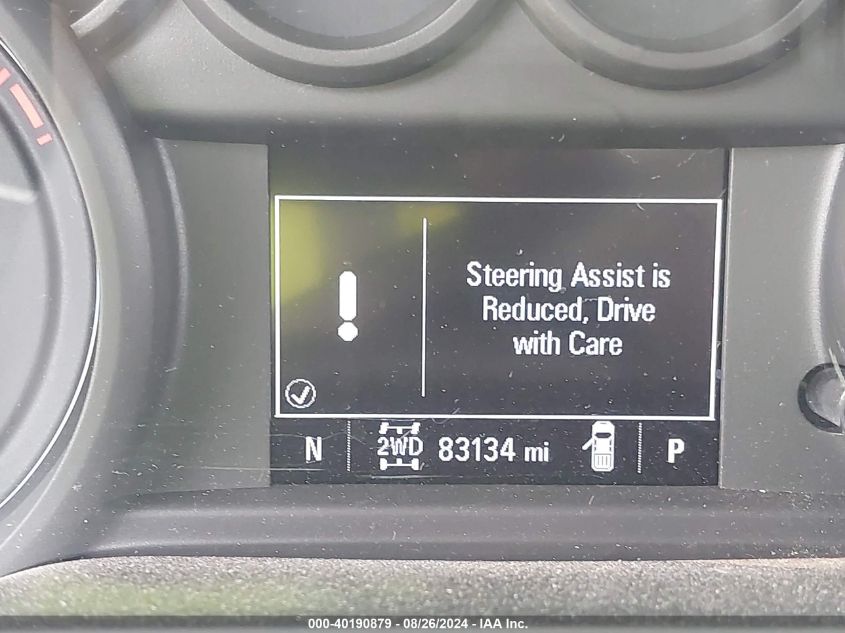 Steering Assist is
Reduced, Drive
with Care
N 2WD 83134 mi P
000-40190879 - 08/26/2024 - IAA Inc.